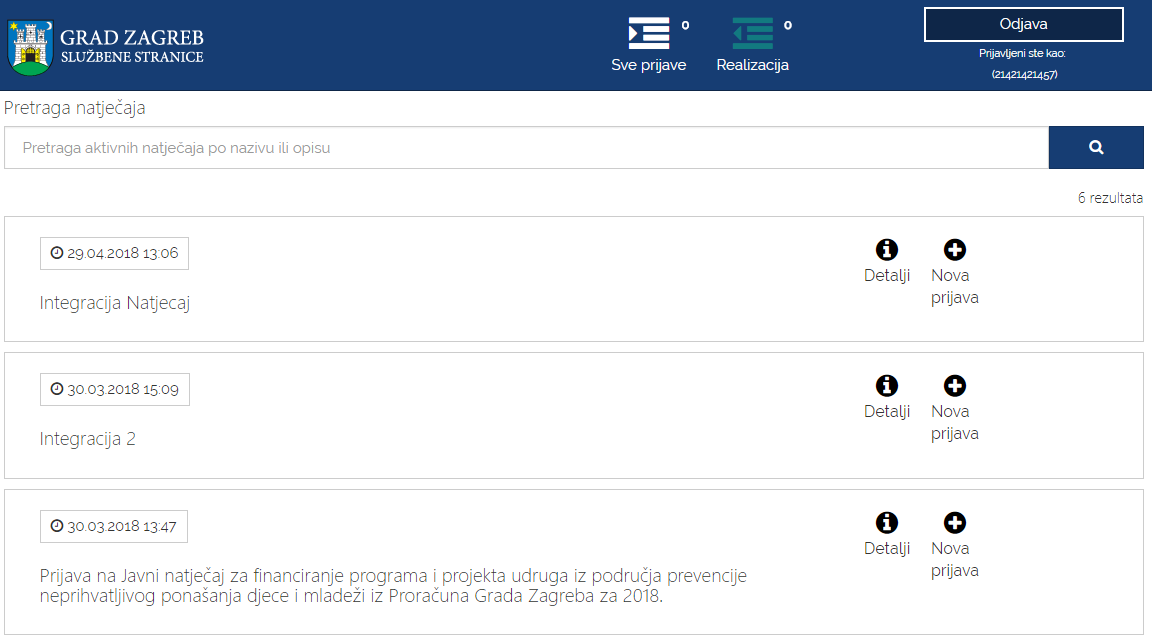 GRAD ZAGREB
SLUŽBENE STRANICE
0
Sve prijave
0
Realizacija
Odjava
Prijavljeni ste kao:
(21421421457)
Pretraga natječaja
Pretraga aktivnih natječaja po nazivu ili opisu
6 rezultata
29.04.2018 13:06
Integracija Natjecaj
Detalji
Nova
prijava
30.03.2018 15:09
Integracija 2
Detalji
Nova
prijava
30.03.2018 13:47
Prijava na Javni natječaj za financiranje programa i projekta udruga iz područja prevencije
neprihvatljivog ponašanja djece i mladeži iz Proračuna Grada Zagreba za 2018.
Detalji
Nova
prijava